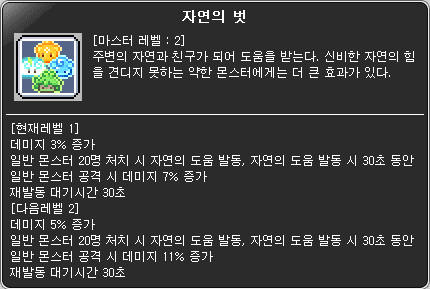 자연의 벗
[마스터 레벨 : 2]
주변의 자연과 친구가 되어 도움을 받는다. 신비한 자연의 힘
을 견디지 못하는 약한 몬스터에게는 더 큰 효과가 있다.
[현재레벨 1]
데미지 3% 증가
일반 몬스터 20명 처치 시 자연의 도움 발동, 자연의 도움 발동 시 30초 동안
일반 몬스터 공격 시 데미지 7% 증가
재발동 대기시간 30초
[다음레벨 2]
데미지 5% 증가
일반 몬스터 20명 처치 시 자연의 도움 발동, 자연의 도움 발동 시 30초 동안
일반 몬스터 공격 시 데미지 11% 증가
재발동 대기시간 30초